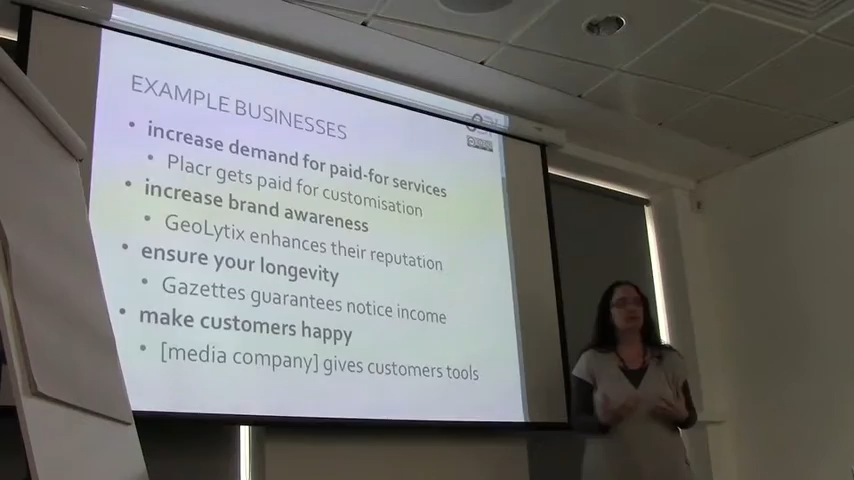 EXAMPLE BUSINESSES
• increase demand for paid-for services
• Placr gets paid for customisation
• increase brand awareness
• GeoLytix enhances their reputation
• ensure your longevity
• Gazettes guarantees notice income
• make customers happy
• [media company] gives customers tools